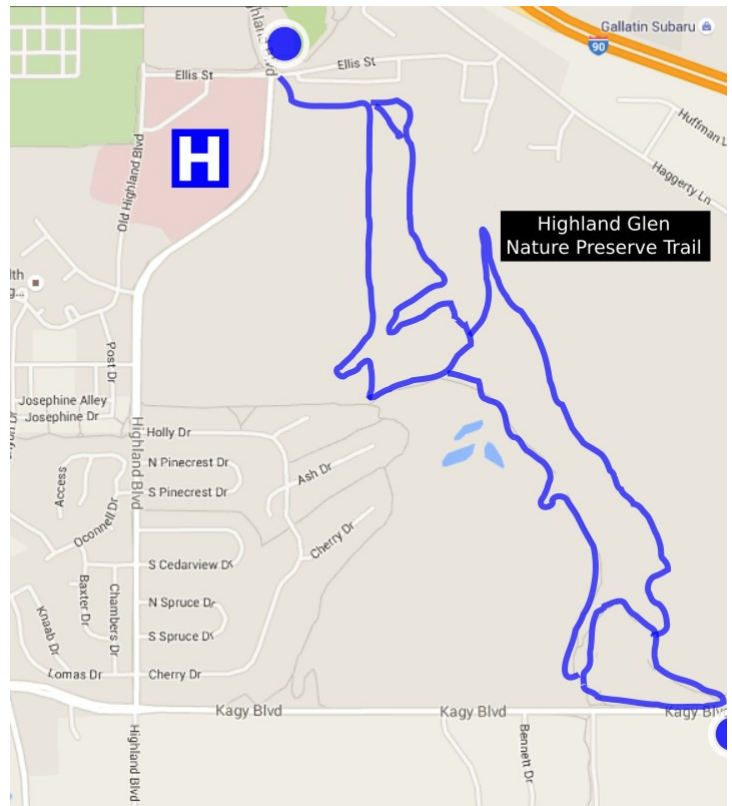 Gallatin Subaru
Highland Blvd
Ellis St
Ellis St
90
Huffman L
H
Old Highland Blvd
Haggerty Ln
Highland Glen
Nature Preserve Trail
lth
g...
Post Dr
Josephine Alley
Josephine Dr
Highland Blvd
Holly Dr
N Pinecrest Dr
Ash Dr
Access
S Pinecrest Dr
Oconnell Dr
Cherry Dr
S Cedarview Dr
Baxter Dr
Chambers Dr
N Spruce Dr
Knaab Dr
S Spruce Dr
Lomas Dr
Cherry Dr
Kagy Blvd
Kagy Blvd
Kagy Blvd
Highland Blvd
Bennett Dr